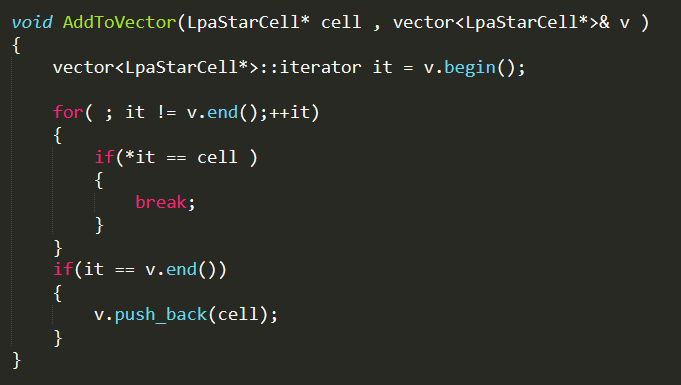 void AddToVector(LpaStarCell* cell , vector<LpaStarCell*>& v )
{
    vector<LpaStarCell*>::iterator it = v.begin();

    for( ; it != v.end();++it)
    {
        if(*it == cell )
        {
            break;
        }
    }
    if(it == v.end())
    {
        v.push_back(cell);
    }
}